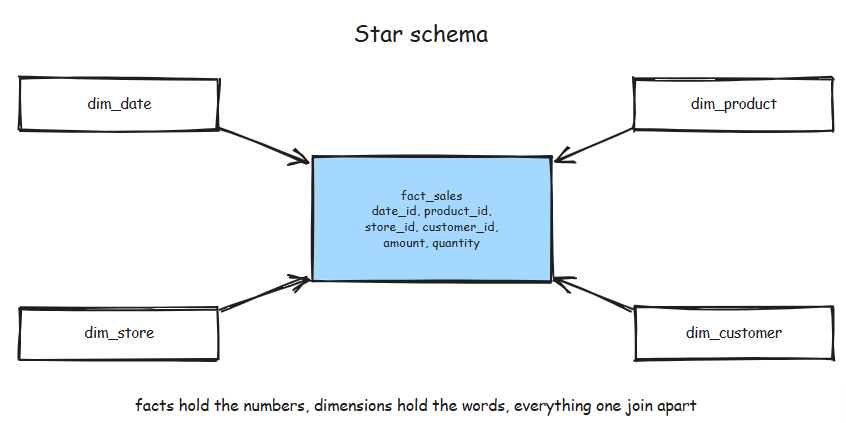 Star schema
dim_date
dim_product
fact_sales
date_id, product_id,
store_id, customer_id,
amount, quantity
dim_store
dim_customer
facts hold the numbers, dimensions hold the words, everything one join apart